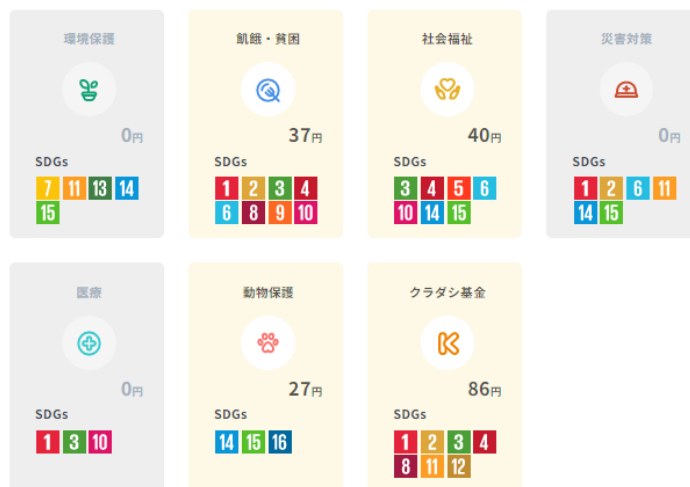 環境保護
0円
SDGs
7 11 13 14
15
飢餓・貧困
37円
SDGs
1 2 3 4
6 8 9 10
社会福祉
40円
SDGs
3 4 5 6
10 14 15
災害対策
0円
SDGs
1 2 6 11
14 15
医療
0円
SDGs
1 3 10
動物保護
27円
SDGs
14 15 16
クラダシ基金
86円
SDGs
1 2 3 4
8 11 12